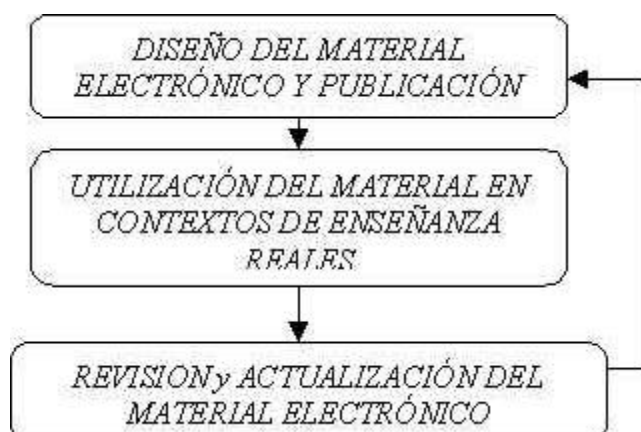 DISEÑO DEL MATERIAL
ELECTRÓNICO Y PUBLICACIÓN
UTILIZACIÓN DEL MATERIAL EN
CONTEXTOS DE ENSEÑANZA
REALES
REVISION y ACTUALIZACIÓN DEL
MATERIAL ELECTRÓNICO